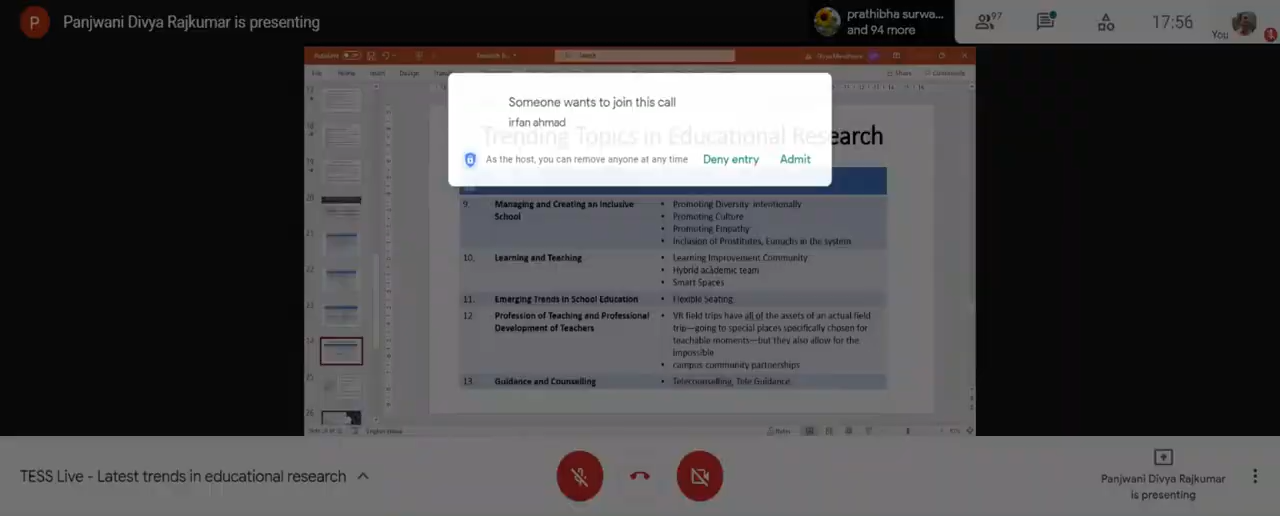 P
Panjwani Divya Rajkumar is presenting
prathibha surwa...
and 94 more
97
17:56
You
Someone wants to join this call
irfan ahmad
As the host, you can remove anyone at any time
Deny entry
Admit
Trending Topics in Educational Research
9. Managing and Creating an Inclusive School
• Promoting Diversity: Intentionally
• Promoting Culture
• Promoting Empathy
• Inclusion of Prostitutes, Eunuchs in the system
10. Learning and Teaching
• Learning Improvement Community
• Hybrid academic team
• Smart Spaces
11. Emerging Trends in School Education
• Flexible Seating
12. Profession of Teaching and Professional Development of Teachers
• VR field trips have all of the assets of an actual field
trip—going to special places specifically chosen for
teachable moments—but they also allow for the
impossible
• campus community partnerships
13. Guidance and Counselling
• Telecounselling, Tele Guidance
20
22
26
Share
TESS Live - Latest trends in educational research
Panjwani Divya Rajkumar
is presenting